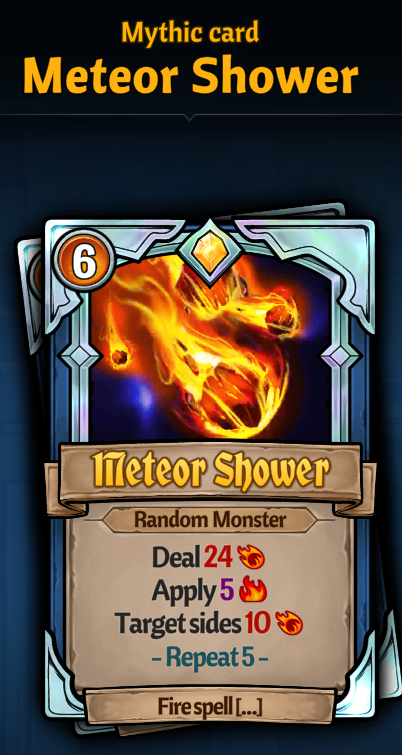 Mythic card
Meteor Shower
6
Meteor Shower
Random Monster
Deal 24
Apply 5
Target sides 10
- Repeat 5 -
Fire spell [...]